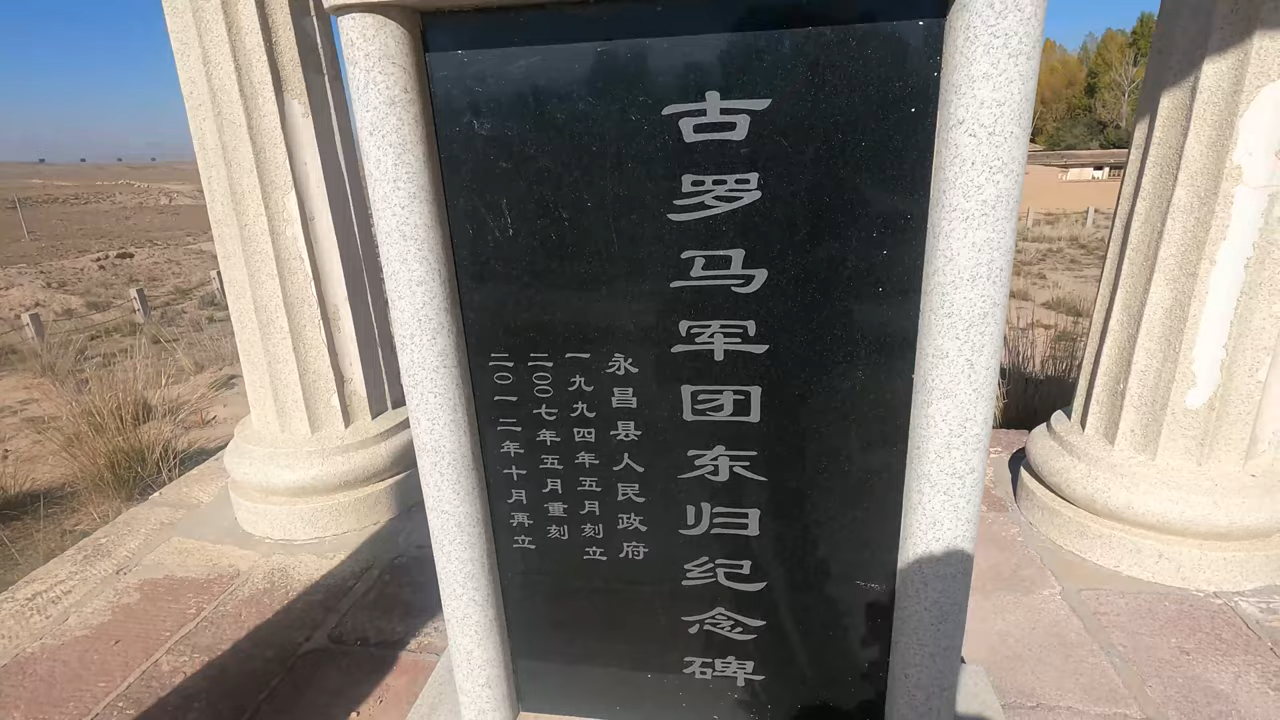 古罗马军团东归纪念碑
永昌县人民政府
一九九四年五月刻立
二〇〇七年五月重刻
二〇一二年十月再立